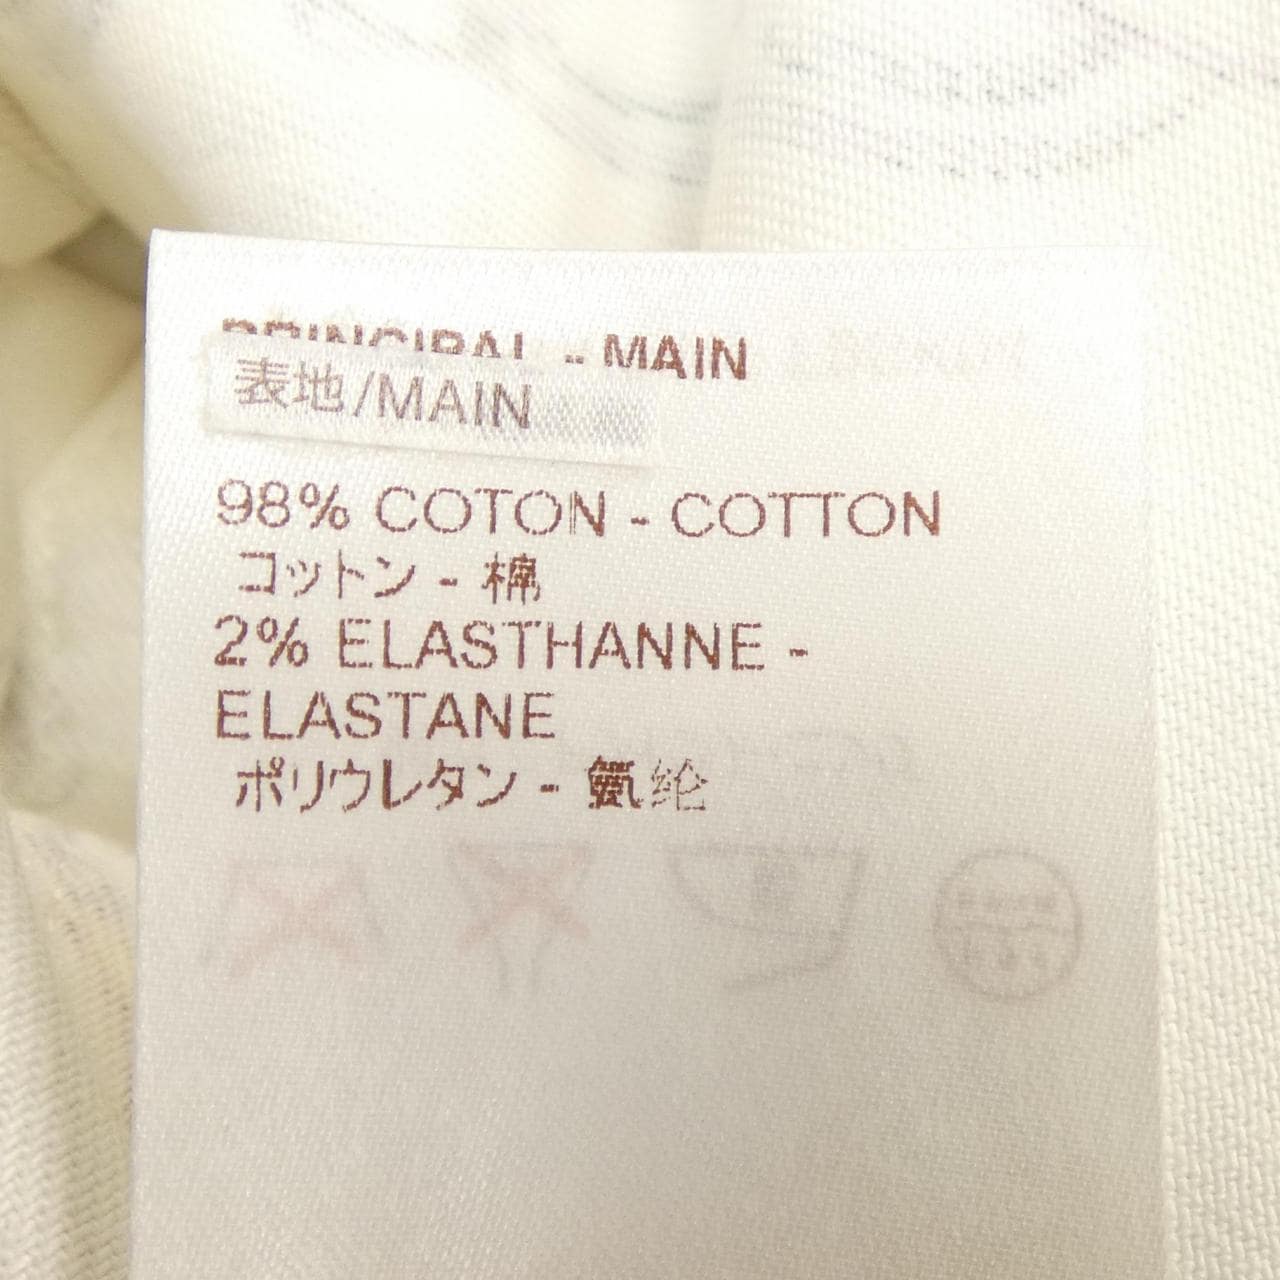 PRINCIPAL - MAIN
表地/MAIN
98% COTON - COTTON
コットン - 棉
2% ELASTHANNE -
ELASTANE
ポリウレタン - 氨纶